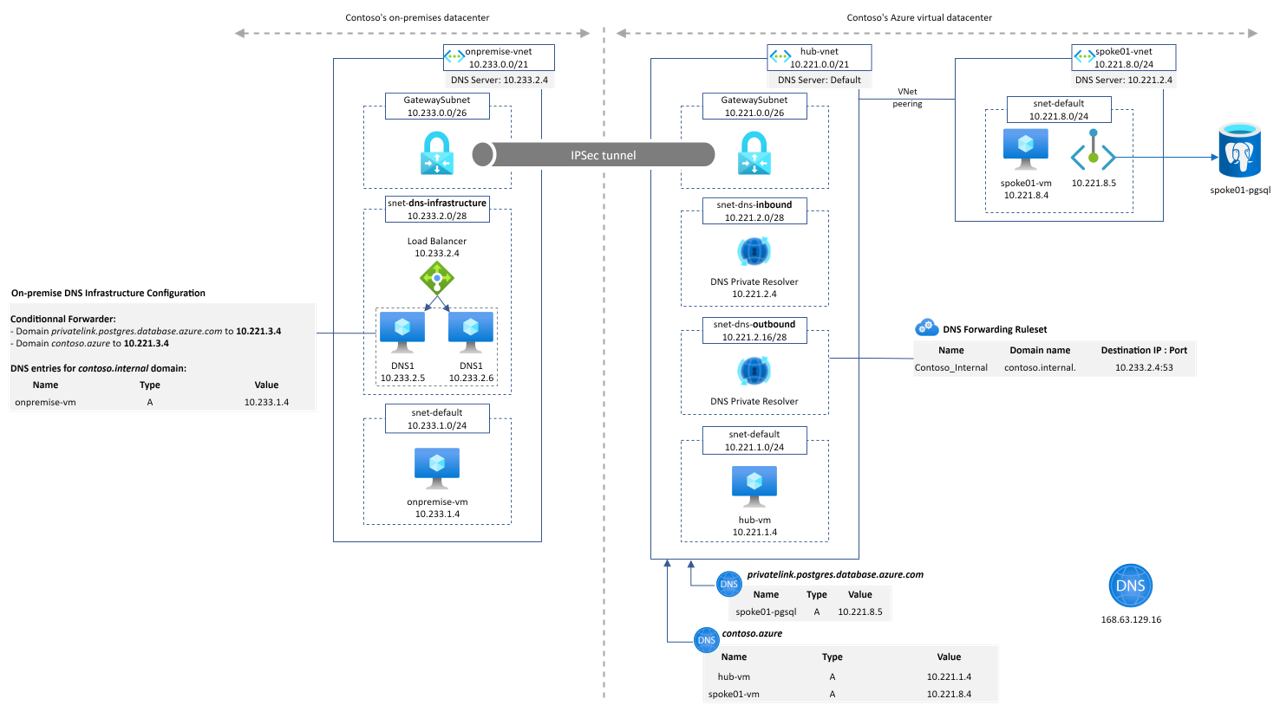 Contoso's on-premises datacenter
Contoso's Azure virtual datacenter
onpremise-vnet
10.233.0.0/21
DNS Server: 10.233.2.4
GatewaySubnet
10.233.0.0/26
IPSec tunnel
snet-dns-infrastructure
10.233.2.0/28
Load Balancer
10.233.2.4
DNS1
10.233.2.5
DNS1
10.233.2.6
On-premise DNS Infrastructure Configuration
Conditionnal Forwarder:
- Domain privatelink.postgres.database.azure.com to 10.221.3.4
- Domain contoso.azure to 10.221.3.4
DNS entries for contoso.internal domain:
Name Type Value
onpremise-vm A 10.233.1.4
snet-default
10.233.1.0/24
onpremise-vm
10.233.1.4
hub-vnet
10.221.0.0/21
DNS Server: Default
GatewaySubnet
10.221.0.0/26
snet-dns-inbound
10.221.2.0/28
DNS Private Resolver
10.221.2.4
snet-dns-outbound
10.221.2.16/28
DNS Private Resolver
snet-default
10.221.1.0/24
hub-vm
10.221.1.4
VNet
peering
spoke01-vnet
10.221.8.0/24
DNS Server: 10.221.2.4
snet-default
10.221.8.0/24
spoke01-vm
10.221.8.4
10.221.8.5
spoke01-pgsql
DNS Forwarding Ruleset
Name Domain name Destination IP : Port
Contoso_Internal contoso.internal. 10.233.2.4:53
DNS
privatelink.postgres.database.azure.com
Name Type Value
spoke01-pgsql A 10.221.8.5
DNS
contoso.azure
Name Type Value
hub-vm A 10.221.1.4
spoke01-vm A 10.221.8.4
DNS
168.63.129.16